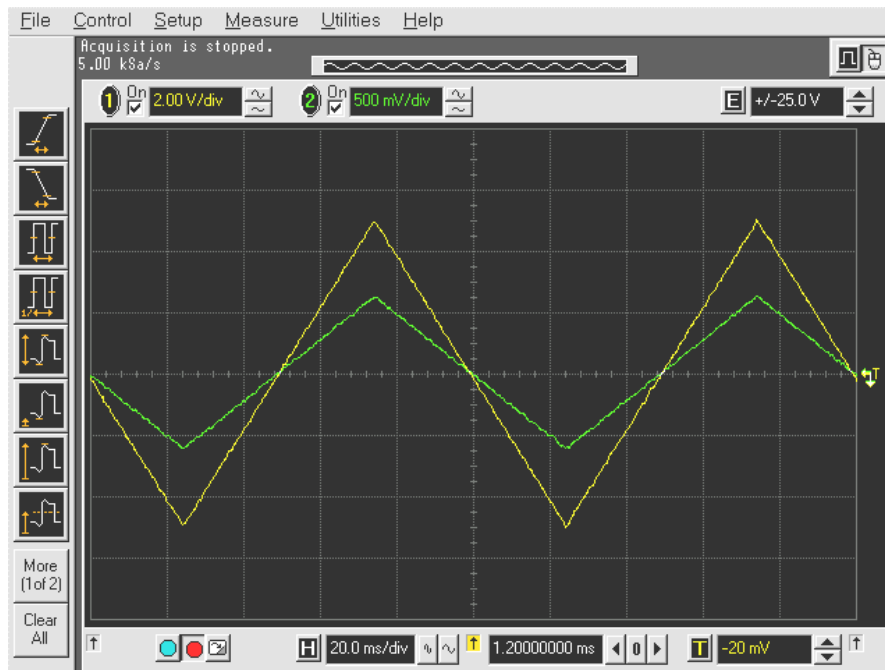 File Control Setup Measure Utilities Help
Acquisition is stopped.
5.00 kSa/s
1 On 2.00 V/div 2 On 500 mV/div E +/-25.0 V
T
1/
More
(1 of 2)
Clear
All
H 20.0 ms/div 1.20000000 ms 0 T -20 mV